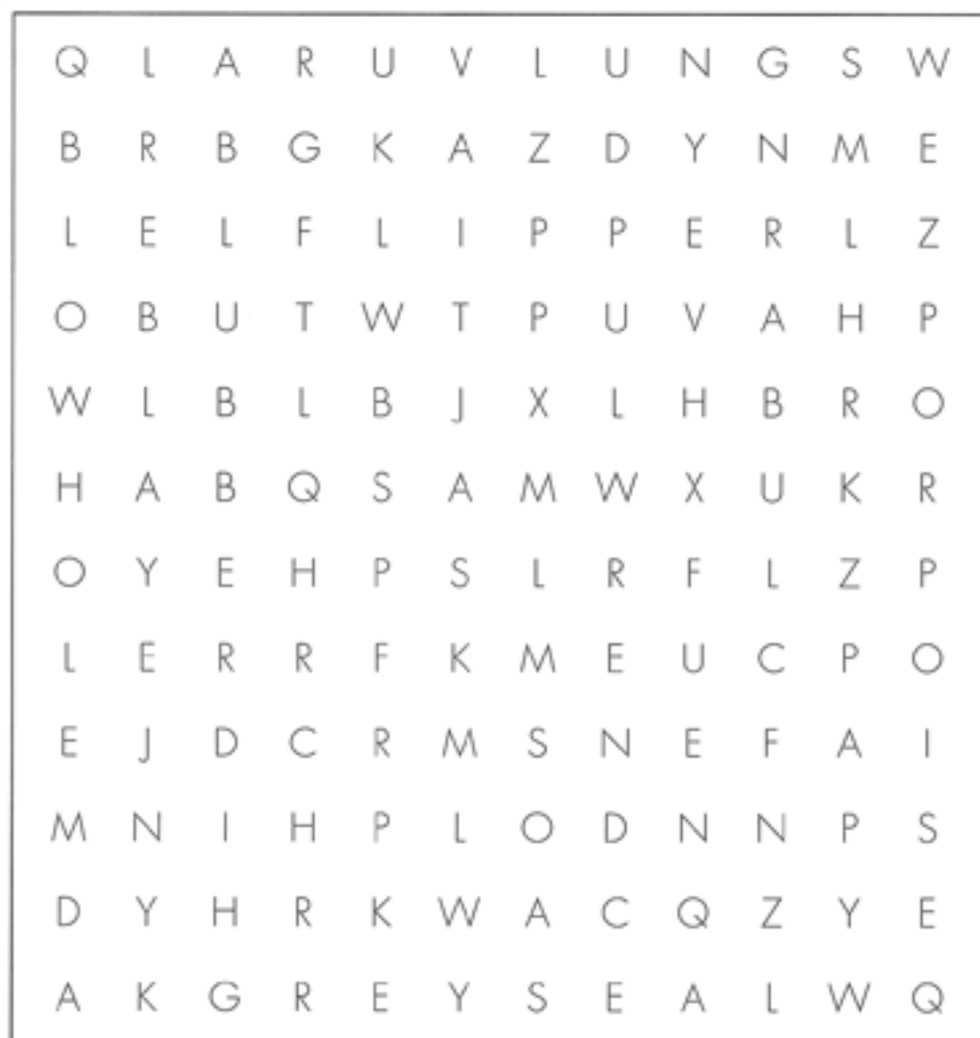 Q L A R U V L U N G S W
B R B G K A Z D Y N M E
L E L F L I P P E R L Z
O B U T W T P U V A H P
W L B L B J X L H B R O
H A B Q S A M W X U K R
O Y E H P S L R F L Z P
L E R R F K M E U C P O
E J D C R M S N E F A I
M N I H P L O D N N P S
D Y H R K W A C Q Z Y E
A K G R E Y S E A L W Q